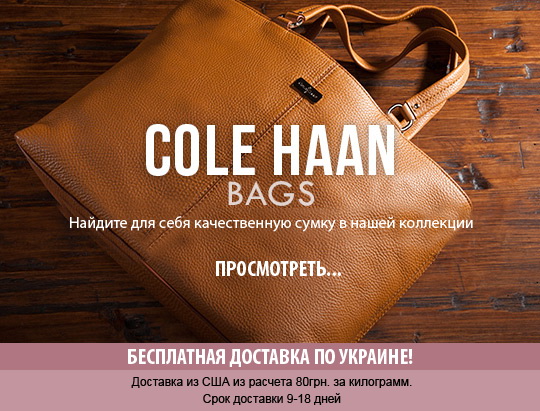 COLE HAAN
BAGS
Найдите для себя качественную сумку в нашей коллекции
ПРОСМОТРЕТЬ...
БЕСПЛАТНАЯ ДОСТАВКА ПО УКРАИНЕ!
Доставка из США из расчета 80грн. за килограмм.
Срок доставки 9-18 дней